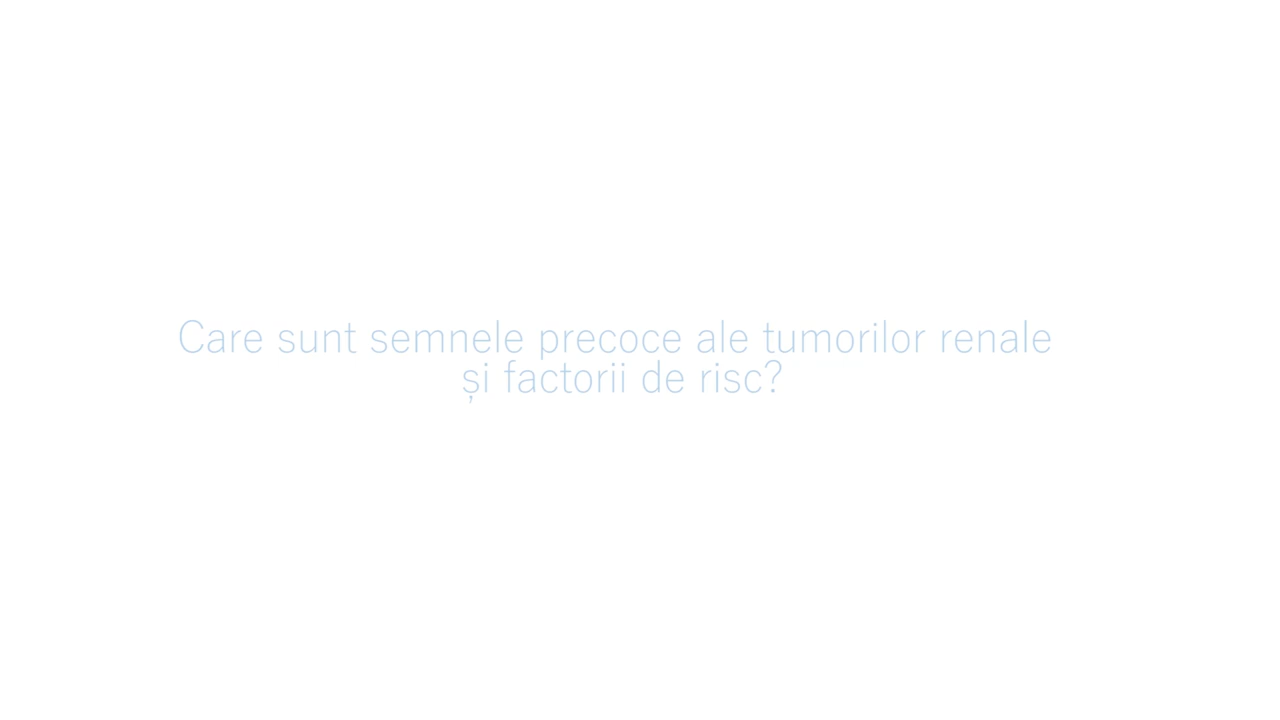 Care sunt semnele precoce ale tumorilor renale
și factorii de risc?